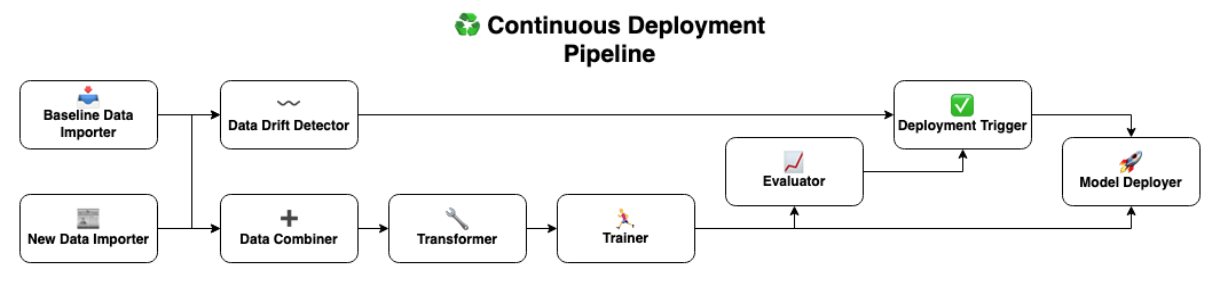 ♻️ Continuous Deployment
Pipeline
Baseline Data
Importer
Data Drift Detector
Deployment Trigger
Evaluator
Model Deployer
New Data Importer
Data Combiner
Transformer
Trainer